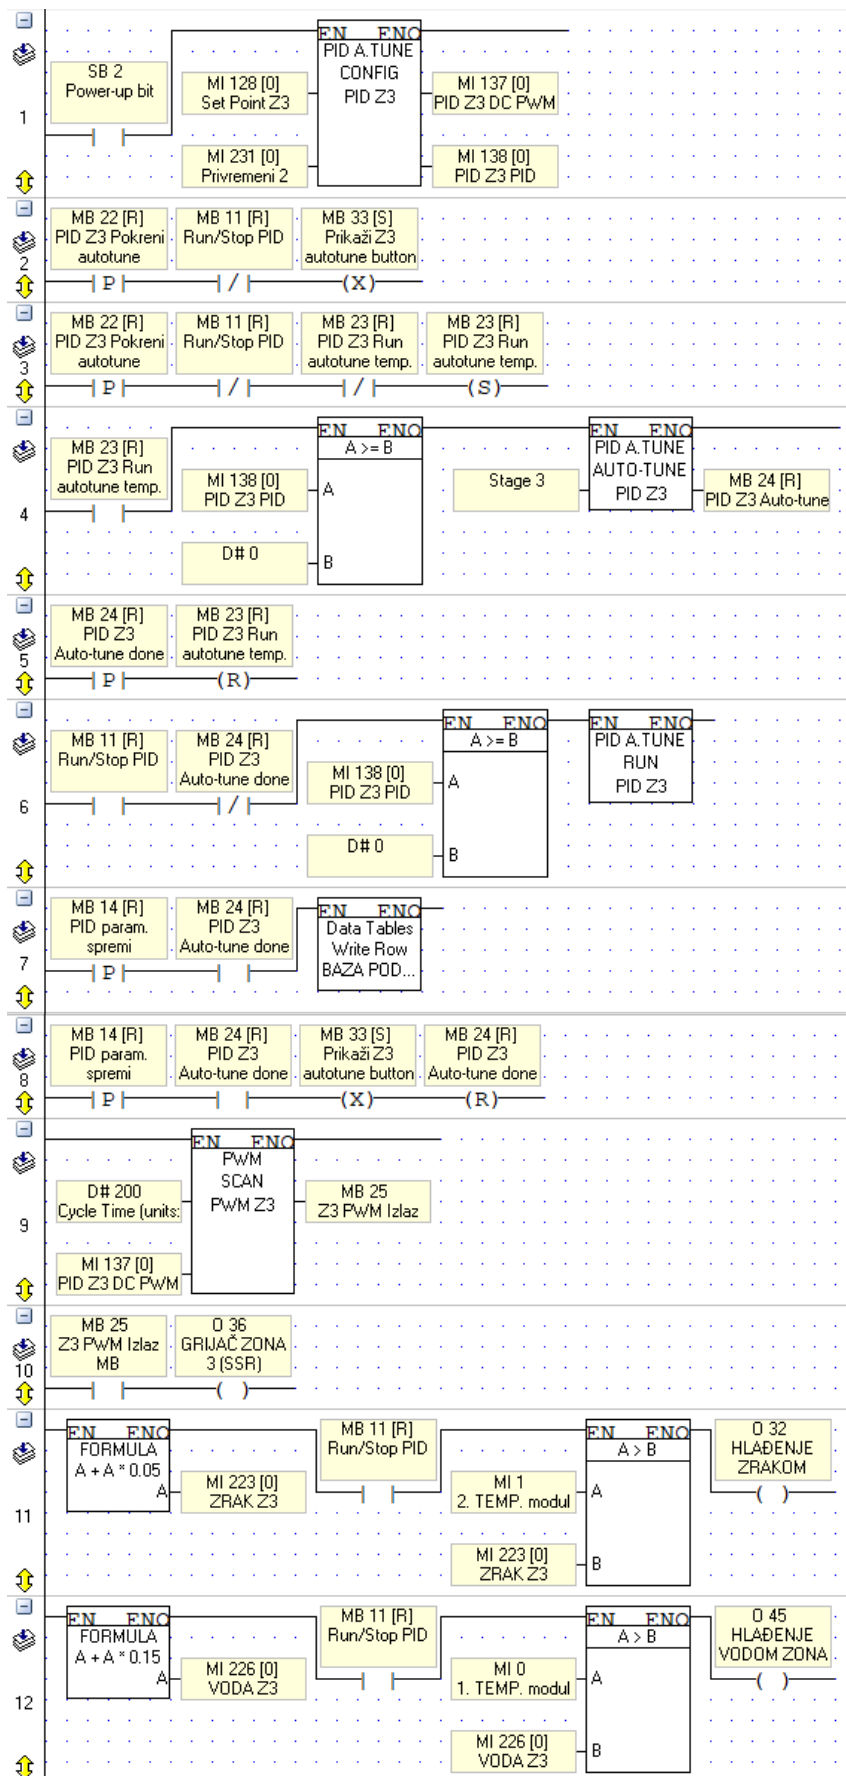 EN ENO
PID A.TUNE
CONFIG
PID Z3
SB 2
Power-up bit
MI 128 [0]
Set Point Z3
MI 137 [0]
PID Z3 DC PWM
1
MI 231 [0]
Privremeni 2
MI 138 [0]
PID Z3 PID
MB 22 [R]
PID Z3 Pokreni
autotune
MB 11 [R]
Run/Stop PID
MB 33 [S]
Prikaži Z3
autotune button
2
P
/
(X)
MB 22 [R]
PID Z3 Pokreni
autotune
MB 11 [R]
Run/Stop PID
MB 23 [R]
PID Z3 Run
autotune temp.
MB 23 [R]
PID Z3 Run
autotune temp.
3
P
/
/
(S)
EN ENO
A >= B
EN ENO
PID A.TUNE
AUTO-TUNE
PID Z3
MB 23 [R]
PID Z3 Run
autotune temp.
MI 138 [0]
PID Z3 PID
A
Stage 3
MB 24 [R]
PID Z3 Auto-tune
4
D# 0
B
MB 24 [R]
PID Z3
Auto-tune done
MB 23 [R]
PID Z3 Run
autotune temp.
5
P
(R)
EN ENO
A >= B
EN ENO
PID A.TUNE
RUN
PID Z3
MB 11 [R]
Run/Stop PID
MB 24 [R]
PID Z3
Auto-tune done
MI 138 [0]
PID Z3 PID
A
6
/
D# 0
B
MB 14 [R]
PID param.
spremi
MB 24 [R]
PID Z3
Auto-tune done
EN ENO
Data Tables
Write Row
BAZA POD...
7
P
MB 14 [R]
PID param.
spremi
MB 24 [R]
PID Z3
Auto-tune done
MB 33 [S]
Prikaži Z3
autotune button
MB 24 [R]
PID Z3
Auto-tune done
8
P
(X)
(R)
EN ENO
PWM
SCAN
PWM Z3
D# 200
Cycle Time (units:
MB 25
Z3 PWM Izlaz
9
MI 137 [0]
PID Z3 DC PWM
MB 25
Z3 PWM Izlaz
MB
O 36
GRIJAČ ZONA
3 (SSR)
10
( )
EN ENO
FORMULA
A + A * 0.05
A
MI 223 [0]
ZRAK Z3
MB 11 [R]
Run/Stop PID
EN ENO
A > B
O 32
HLAĐENJE
ZRAKOM
MI 1
2. TEMP. modul
A
( )
11
MI 223 [0]
ZRAK Z3
B
EN ENO
FORMULA
A + A * 0.15
A
MI 226 [0]
VODA Z3
MB 11 [R]
Run/Stop PID
EN ENO
A > B
O 45
HLAĐENJE
VODOM ZONA
MI 0
1. TEMP. modul
A
( )
12
MI 226 [0]
VODA Z3
B